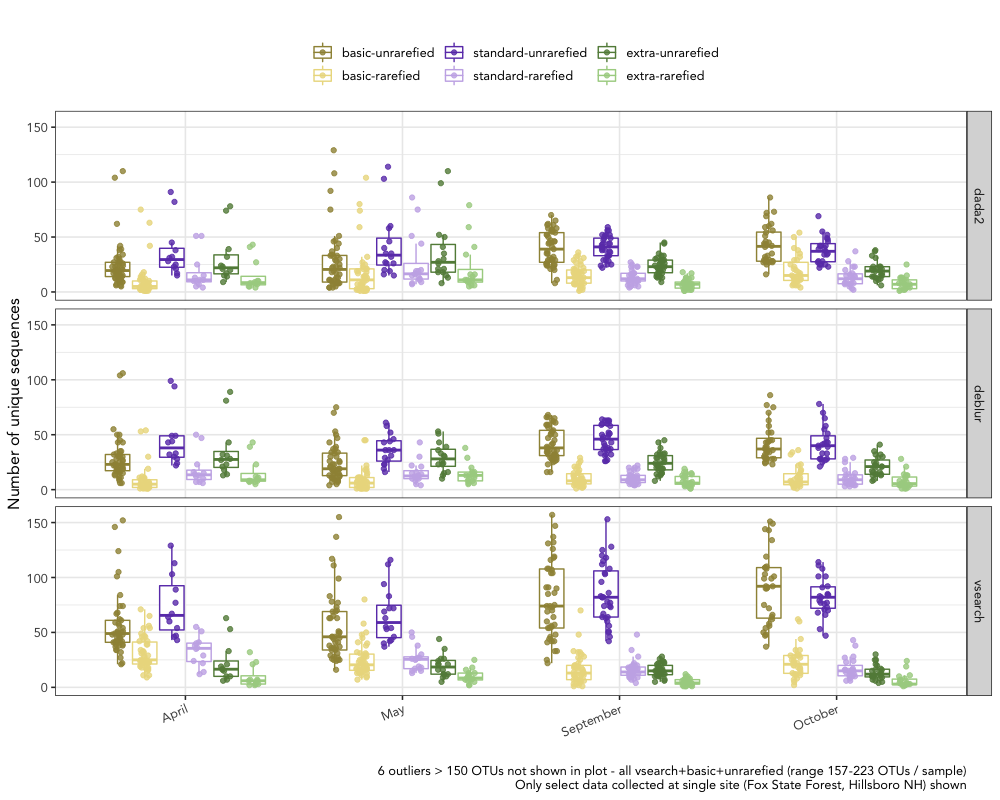 basic-unrarefied standard-unrarefied extra-unrarefied
basic-rarefied standard-rarefied extra-rarefied
Number of unique sequences
150
100
50
0
dada2
150
100
50
0
deblur
150
100
50
0
vsearch
April May September October
6 outliers > 150 OTUs not shown in plot - all vsearch+basic+unrarefied (range 157-223 OTUs / sample)
Only select data collected at single site (Fox State Forest, Hillsboro NH) shown